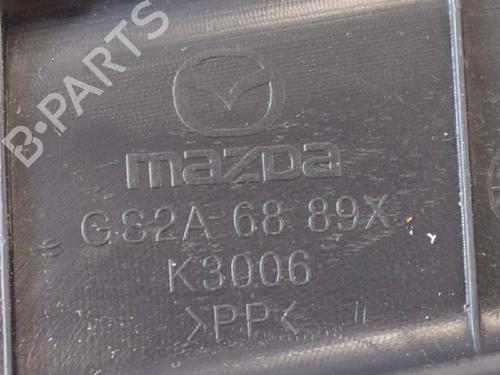 B-PARTS
mazda
GS2A 68 89X
K3006
>PP<